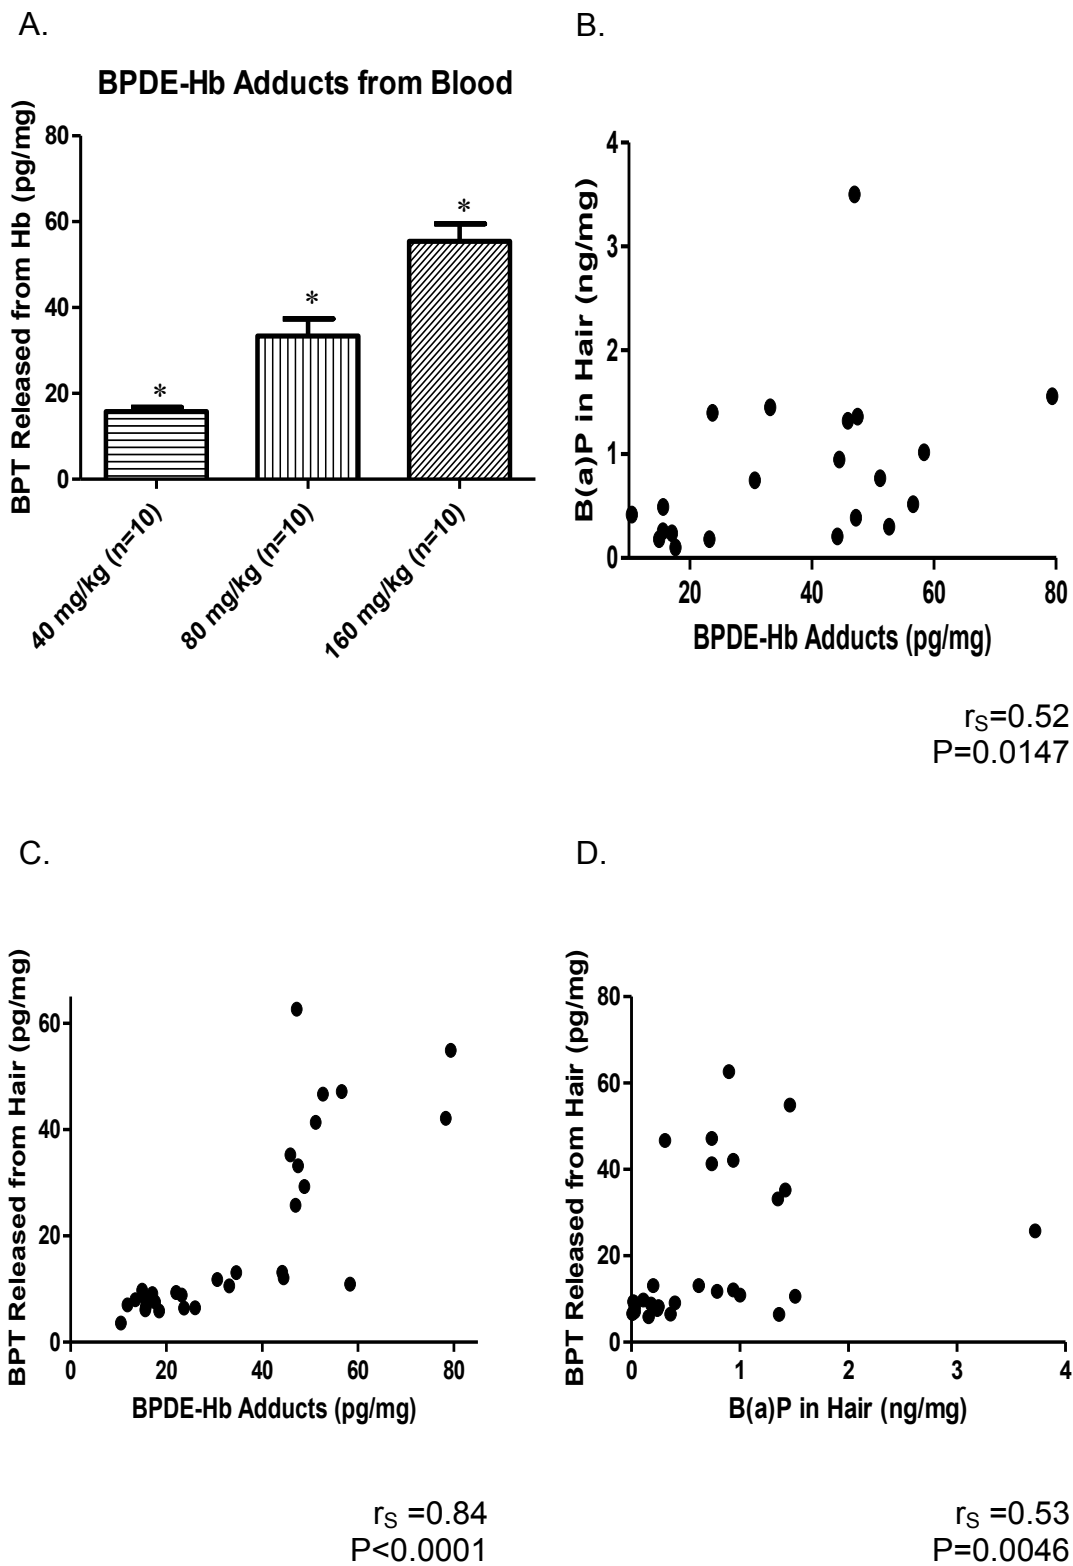 A.
BPDE-Hb Adducts from Blood
BPT Released from Hb (pg/mg)
80
60
40
20
0
*
*
*
40 mg/kg (n=10)
80 mg/kg (n=10)
160 mg/kg (n=10)
B.
B(a)P in Hair (ng/mg)
4
3
2
1
0
20
40
60
80
BPDE-Hb Adducts (pg/mg)
rS=0.52
P=0.0147
C.
BPT Released from Hair (pg/mg)
60
40
20
0
0
20
40
60
80
BPDE-Hb Adducts (pg/mg)
rS =0.84
P<0.0001
D.
BPT Released from Hair (pg/mg)
80
60
40
20
0
0
1
2
3
4
B(a)P in Hair (ng/mg)
rS =0.53
P=0.0046